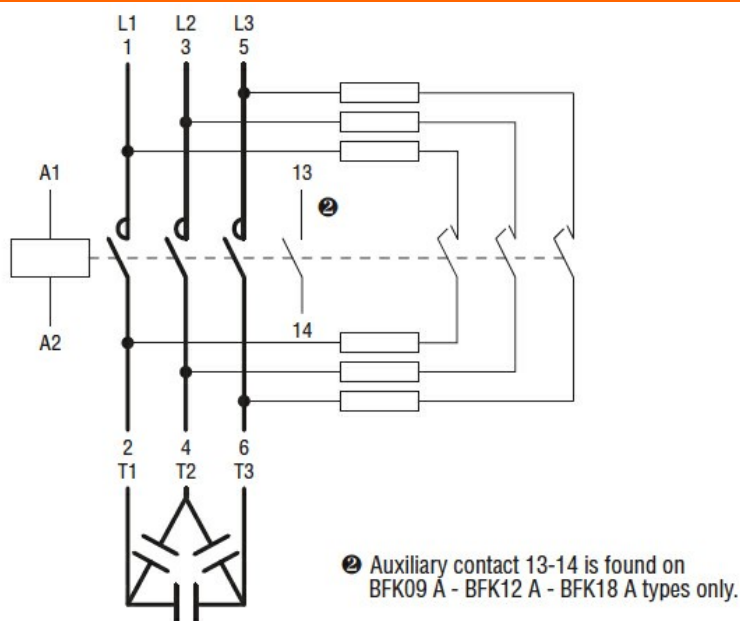 L1 L2 L3
1 3 5
A1
13
❷
14
A2
2 4 6
T1 T2 T3
❷ Auxiliary contact 13-14 is found on
BFK09 A - BFK12 A - BFK18 A types only.